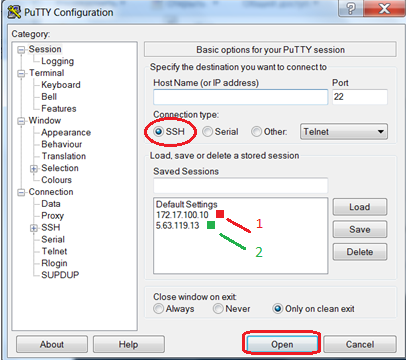 PuTTY Configuration
Category:
Session
Logging
Terminal
Keyboard
Bell
Features
Window
Appearance
Behaviour
Translation
Selection
Colours
Connection
Data
Proxy
SSH
Serial
Telnet
Rlogin
SUPDUP
Basic options for your PuTTY session
Specify the destination you want to connect to
Host Name (or IP address) Port
22
Connection type:
SSH Serial Other: Telnet
Load, save or delete a stored session
Saved Sessions
Default Settings
172.17.100.10 1
5.63.119.13 2
Load
Save
Delete
Close window on exit:
Always Never Only on clean exit
About Help Open Cancel